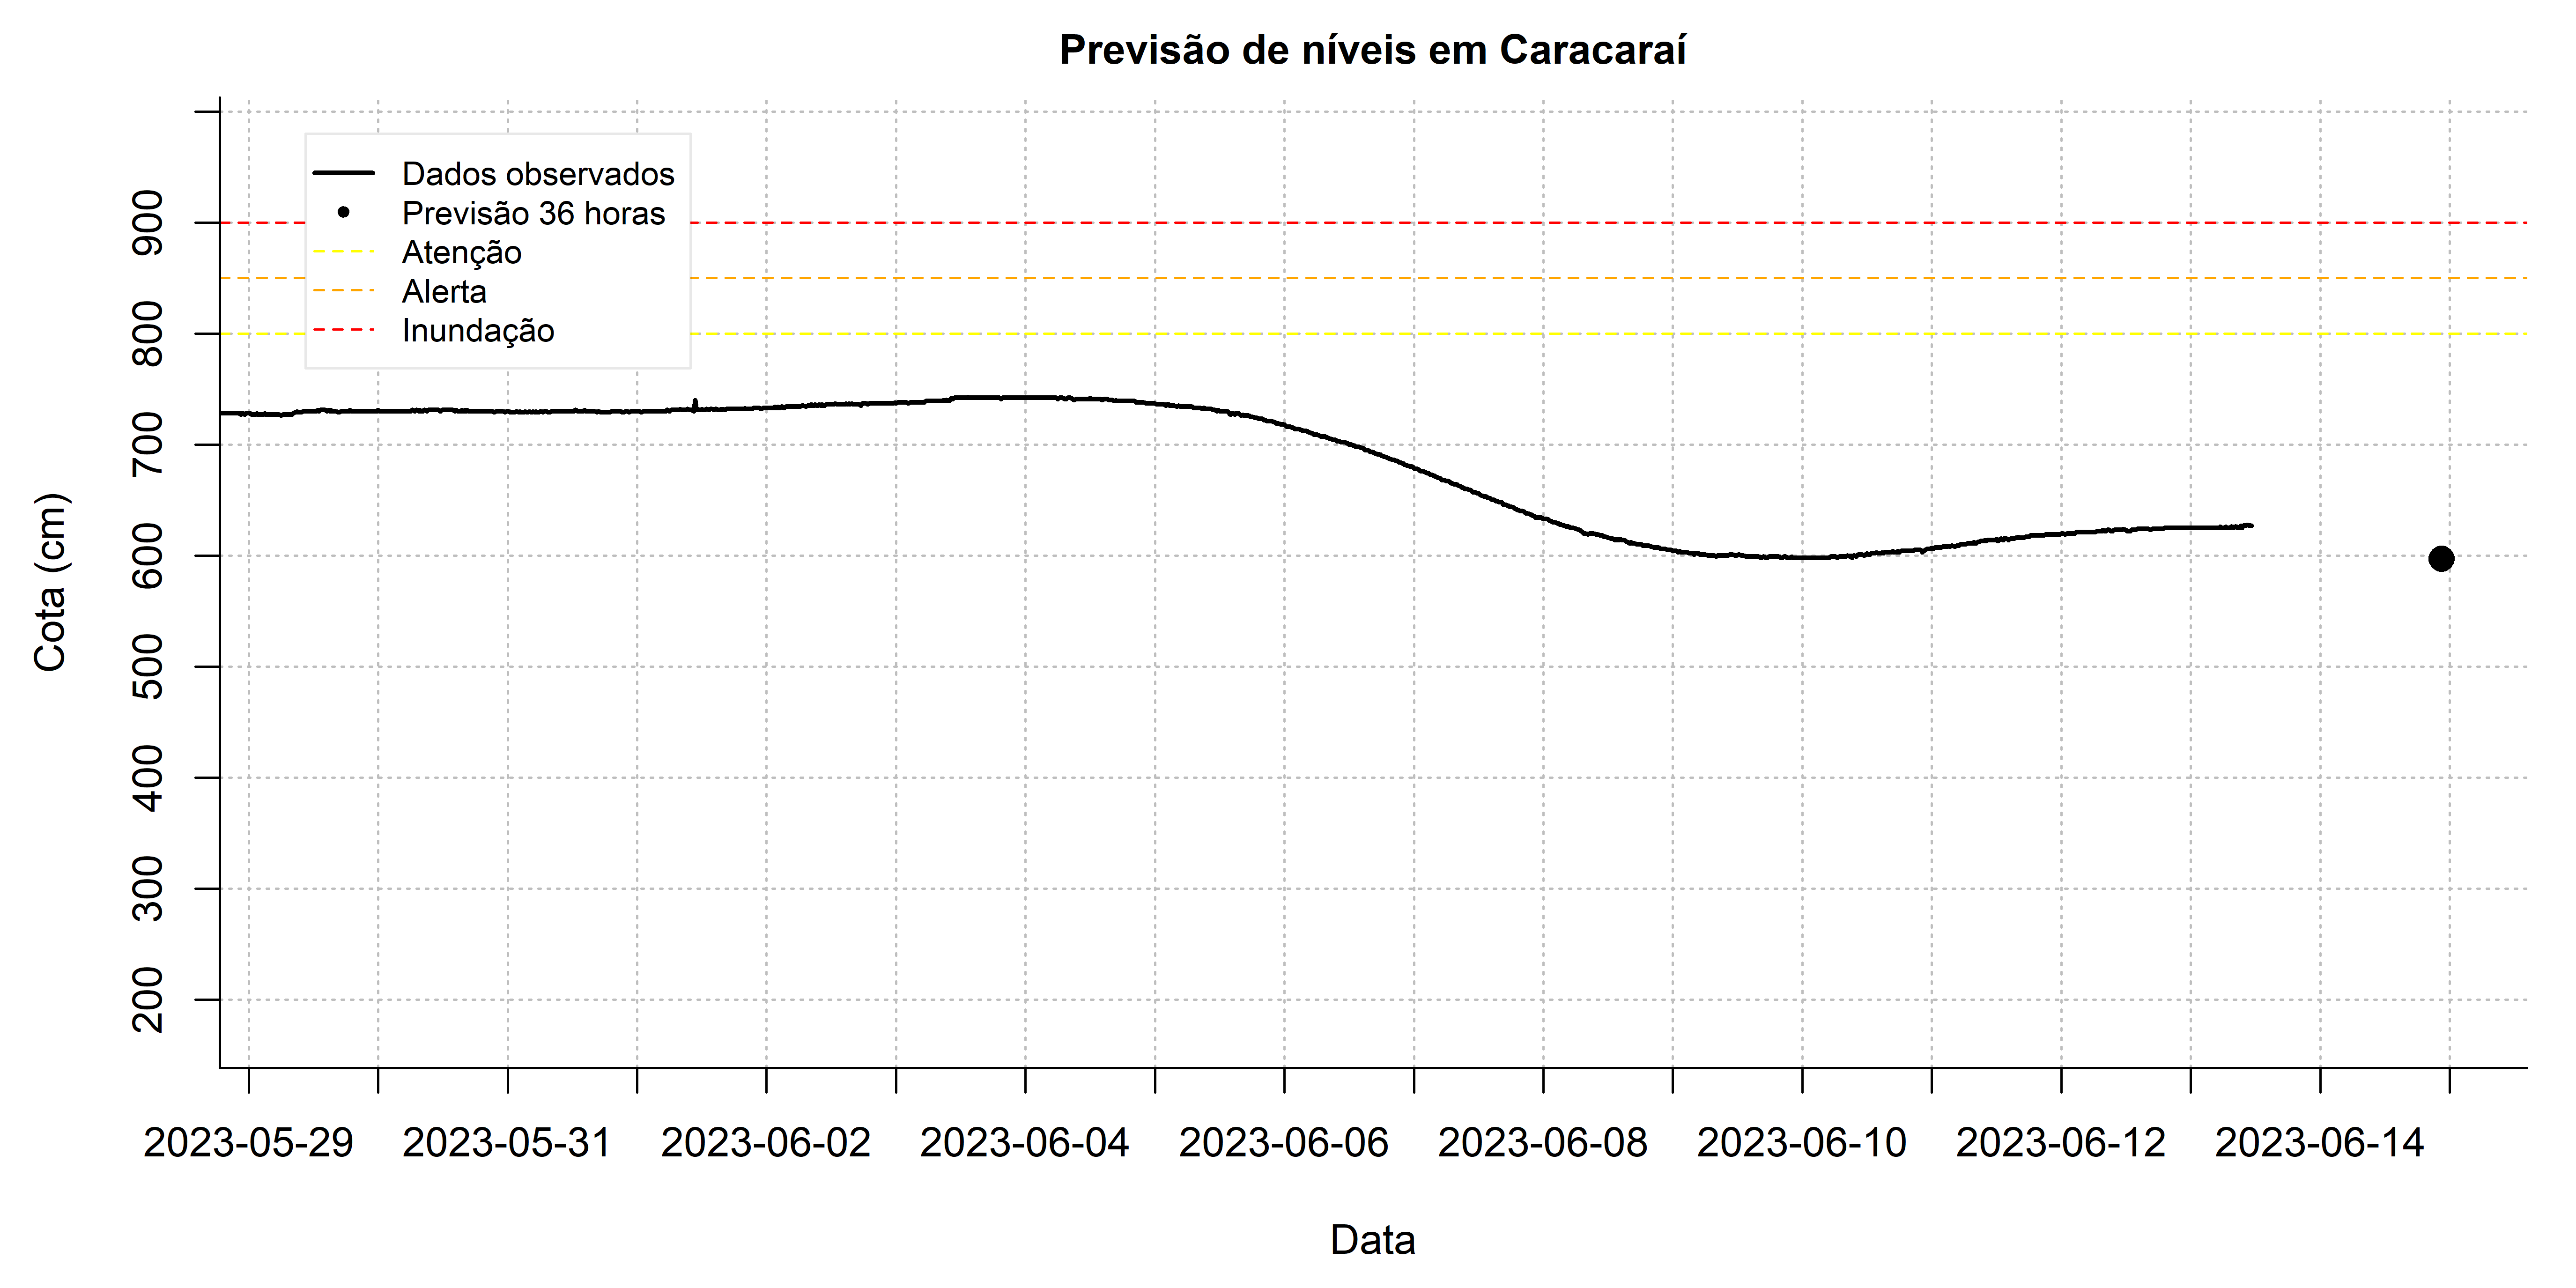 Previsão de níveis em Caracaraí
Dados observados
Previsão 36 horas
Atenção
Alerta
Inundação
Cota (cm)
900
800
700
600
500
400
300
200
2023-05-29 2023-05-31 2023-06-02 2023-06-04 2023-06-06 2023-06-08 2023-06-10 2023-06-12 2023-06-14
Data